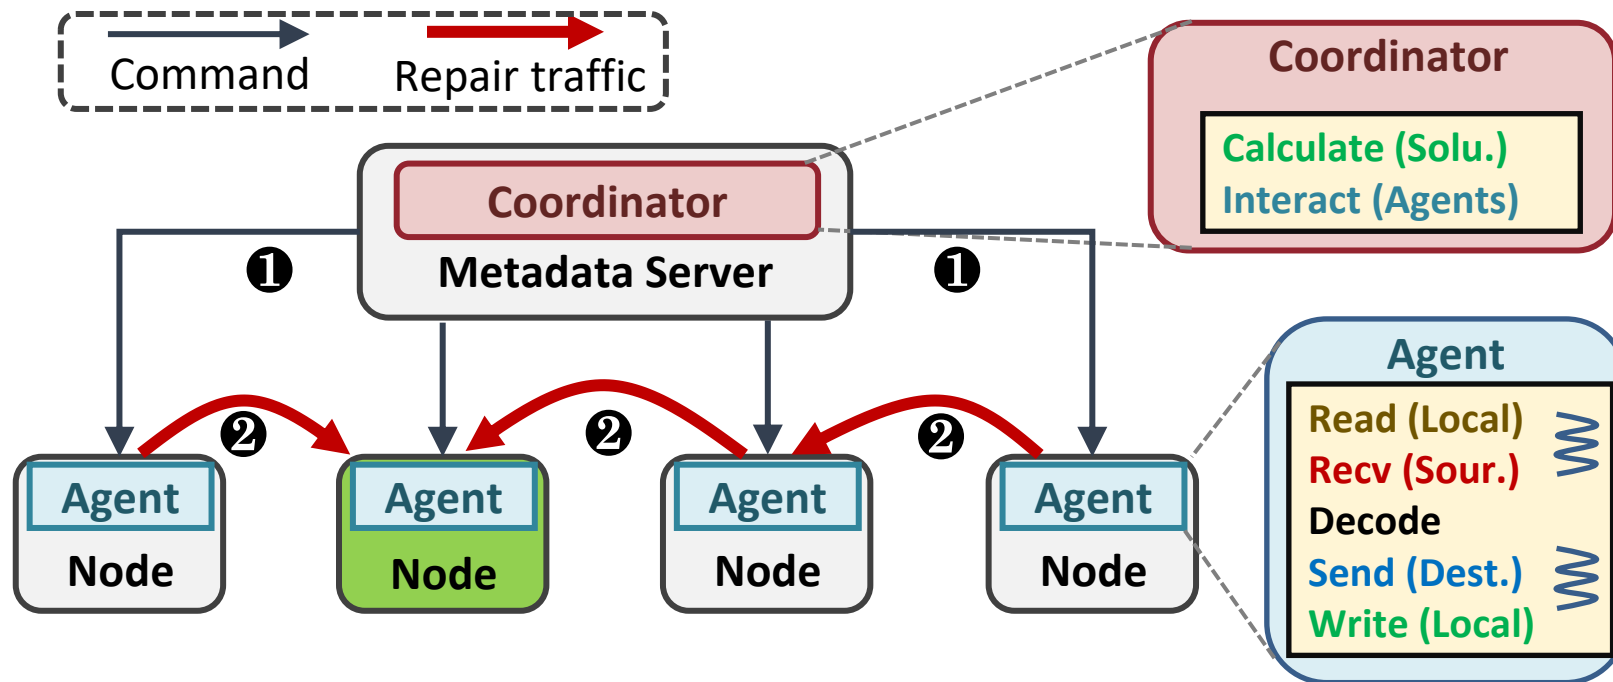 Command
Repair traffic
Coordinator
Calculate (Solu.)
Interact (Agents)
Coordinator
Metadata Server
❶
❶
❷
❷
❷
Agent
Node
Agent
Node
Agent
Node
Agent
Node
Agent
Read (Local)
Recv (Sour.)
Decode
Send (Dest.)
Write (Local)